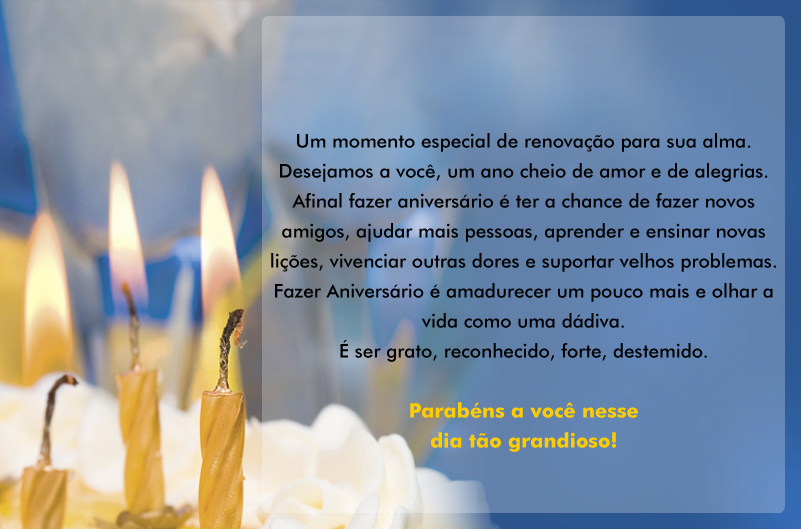 Um momento especial de renovação para sua alma.
Desejamos a você, um ano cheio de amor e de alegrias.
Afinal fazer aniversário é ter a chance de fazer novos
amigos, ajudar mais pessoas, aprender e ensinar novas
lições, vivenciar outras dores e suportar velhos problemas.
Fazer Aniversário é amadurecer um pouco mais e olhar a
vida como uma dádiva.
É ser grato, reconhecido, forte, destemido.
Parabéns a você nesse
dia tão grandioso!